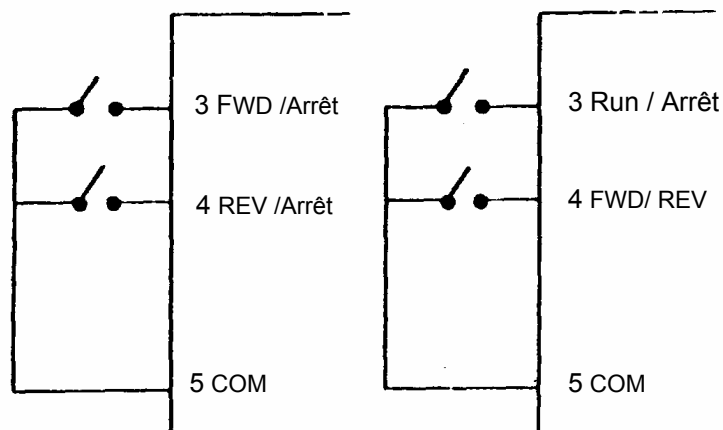 3 FWD /Arrêt
4 REV /Arrêt
5 COM
3 Run / Arrêt
4 FWD/ REV
5 COM